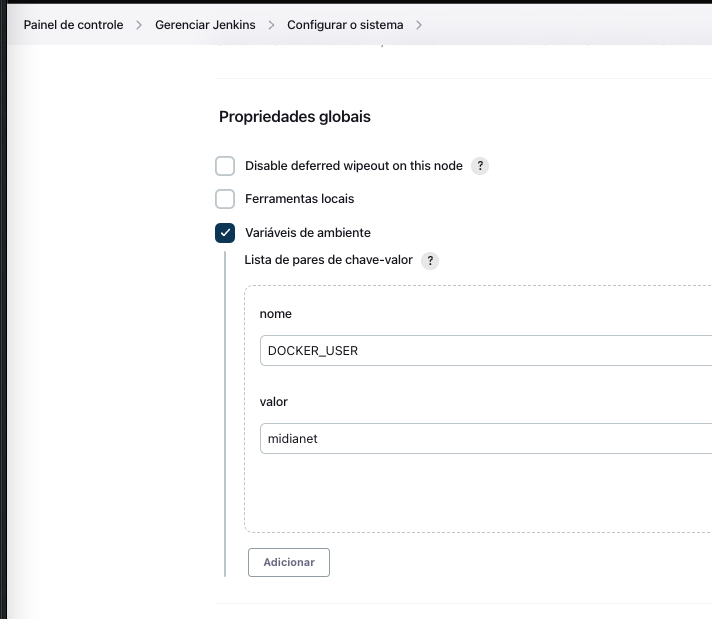 Painel de controle > Gerenciar Jenkins > Configurar o sistema >
Propriedades globais
Disable deferred wipeout on this node ?
Ferramentas locais
Variáveis de ambiente
Lista de pares de chave-valor ?
nome
DOCKER_USER
valor
midianet
Adicionar